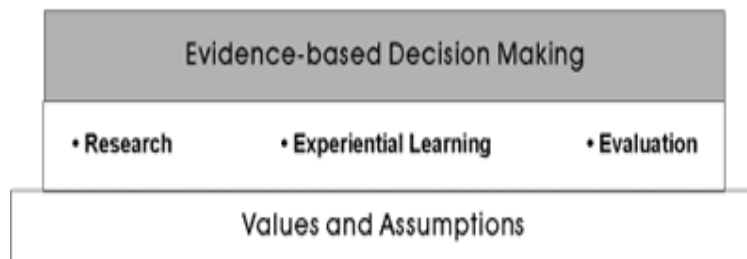 Evidence-based Decision Making
• Research • Experiential Learning • Evaluation
Values and Assumptions